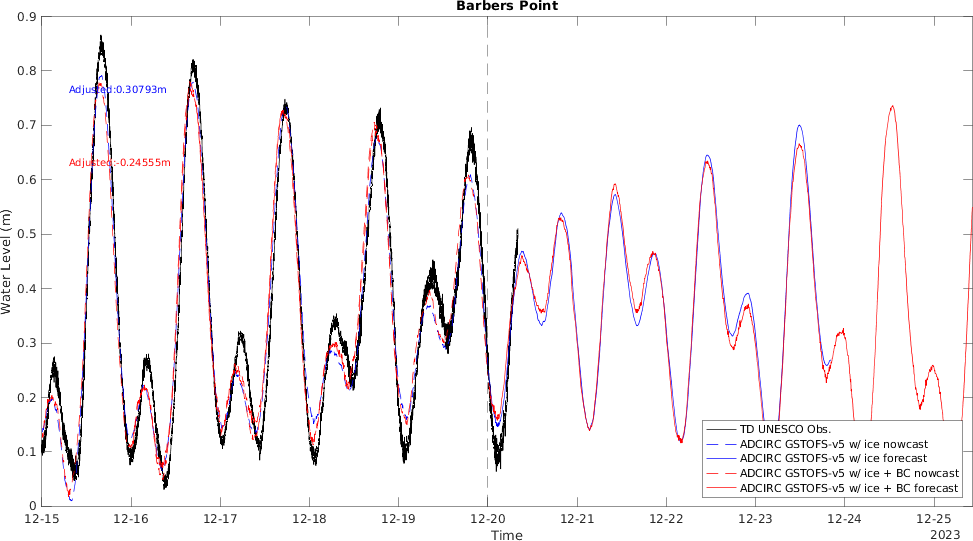 Barbers Point
0.9
0.8
0.7
0.6
0.5
0.4
0.3
0.2
0.1
0
Water Level (m)
Adjusted:0.30793m
Adjusted:-0.24555m
TD UNESCO Obs.
ADCIRC GSTOFS-v5 w/ ice nowcast
ADCIRC GSTOFS-v5 w/ ice forecast
ADCIRC GSTOFS-v5 w/ ice + BC nowcast
ADCIRC GSTOFS-v5 w/ ice + BC forecast
12-15 12-16 12-17 12-18 12-19 12-20 12-21 12-22 12-23 12-24 12-25
2023
Time